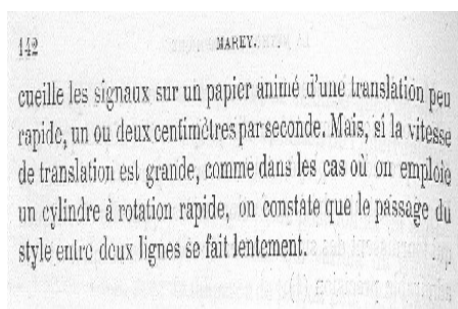 142 MAREY.
cueille les signaux sur un papier animé d'une translation peu
rapide, un ou deux centimètres par seconde. Mais, si la vitesse
de translation est grande, comme dans les cas où on emploie
un cylindre à rotation rapide, on constate que le passage du
style entre deux lignes se fait lentement.